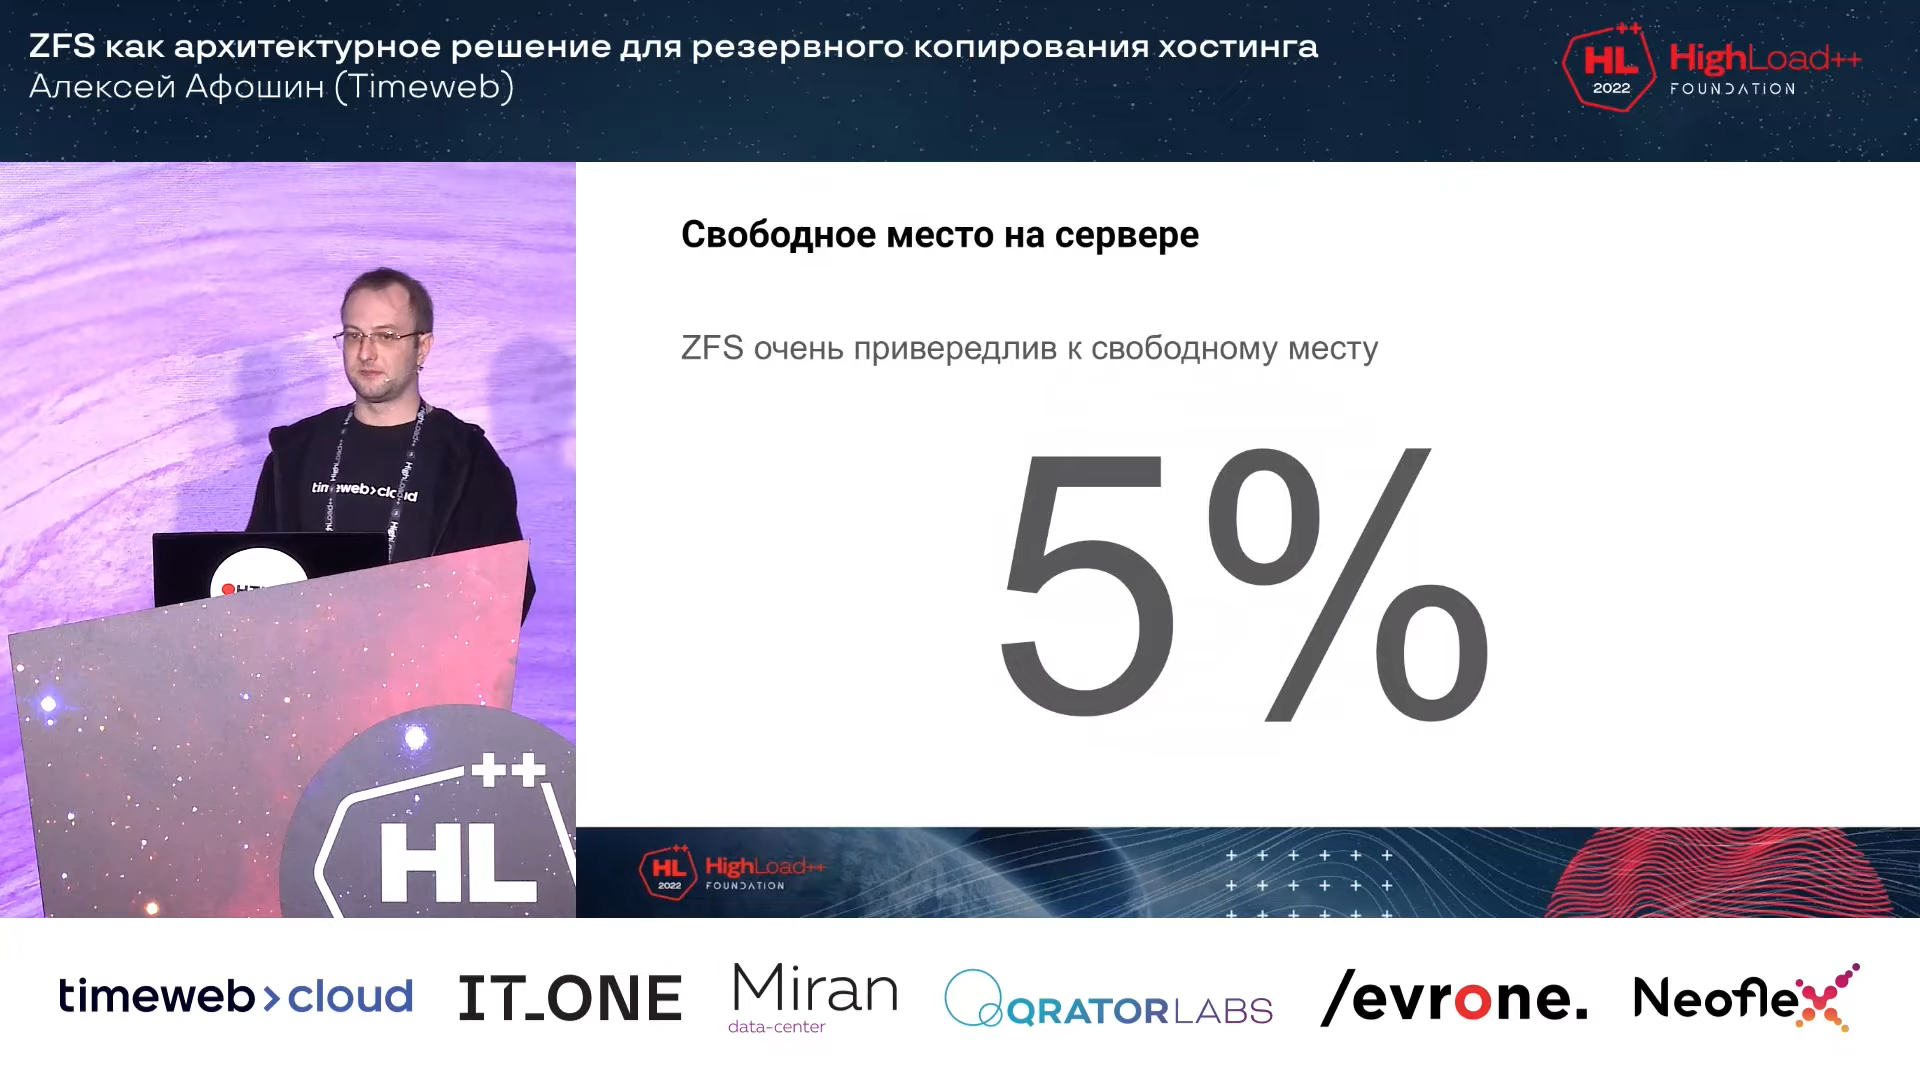 ZFS как архитектурное решение для резервного копирования хостинга
Алексей Афошин (Timeweb)
HL++
2022
HighLoad++
FOUNDATION
Свободное место на сервере
ZFS очень привередлив к свободному месту
5%
timeweb>cloud
HighLoad++
HL++
HL++
2022
HighLoad++
FOUNDATION
timeweb>cloud
IT_ONE
Miran
data-center
QRATORLABS
/evrone.
Neoflex